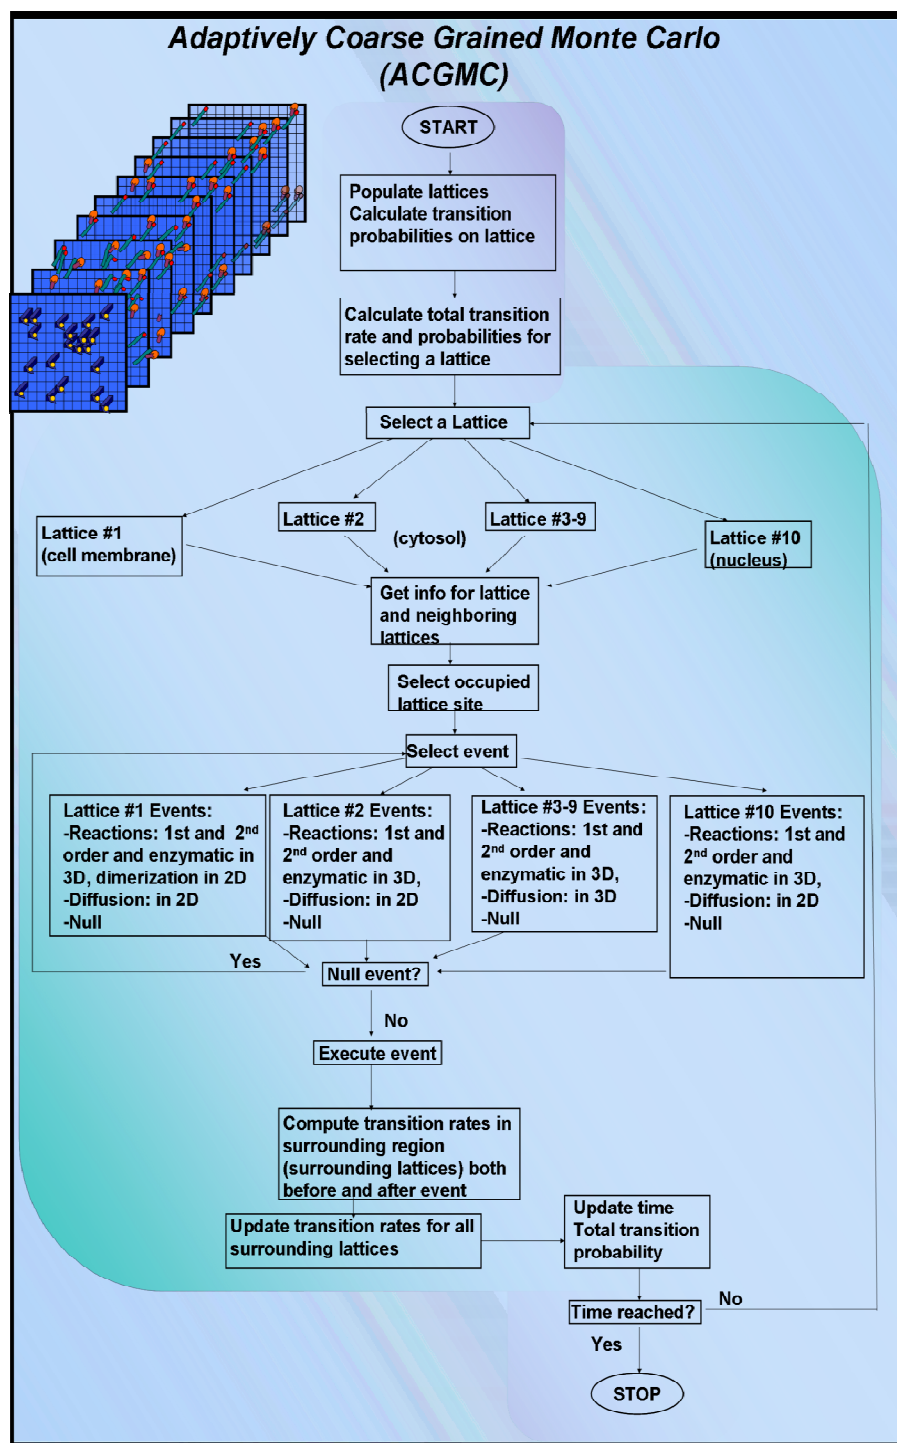 Adaptively Coarse Grained Monte Carlo
(ACGMC)
START
Populate lattices
Calculate transition
probabilities on lattice
Calculate total transition
rate and probabilities for
selecting a lattice
Select a Lattice
Lattice #1
(cell membrane)
Lattice #2
(cytosol)
Lattice #3-9
Lattice #10
(nucleus)
Get info for lattice
and neighboring
lattices
Select occupied
lattice site
Select event
Lattice #1 Events:
-Reactions: 1st and 2nd
order and enzymatic in
3D, dimerization in 2D
-Diffusion: in 2D
-Null
Lattice #2 Events:
-Reactions: 1st and
2nd order and
enzymatic in 3D,
-Diffusion: in 2D
-Null
Lattice #3-9 Events:
-Reactions: 1st and
2nd order and
enzymatic in 3D,
-Diffusion: in 3D
-Null
Lattice #10 Events:
-Reactions: 1st and
2nd order and
enzymatic in 3D,
-Diffusion: in 2D
-Null
Yes
Null event?
No
Execute event
Compute transition rates in
surrounding region
(surrounding lattices) both
before and after event
Update transition rates for all
surrounding lattices
Update time
Total transition
probability
Time reached?
No
Yes
STOP